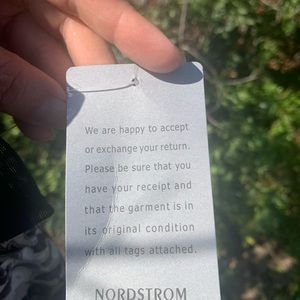 We are happy to accept
or exchange your return.
Please be sure that you
have your receipt and
that the garment is in
its original condition
with all tags attached.
NORDSTROM